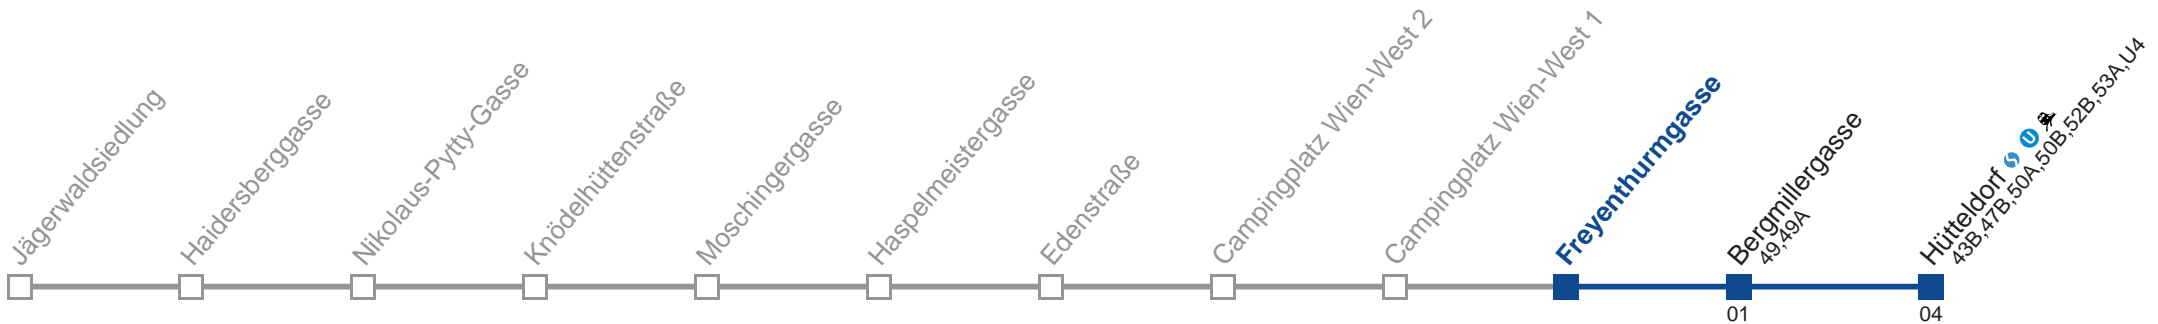 Jägerwaldsiedlung
Haidersberggasse
Nikolaus-Pytty-Gasse
Knödelhüttenstraße
Moschingergasse
Haspelmeistergasse
Edenstraße
Campingplatz Wien-West 2
Campingplatz Wien-West 1
Freyenthurmgasse
Bergmillergasse
49,49A
Hütteldorf S U
43B,47B,50A,50B,52B,53A,U4
01
04